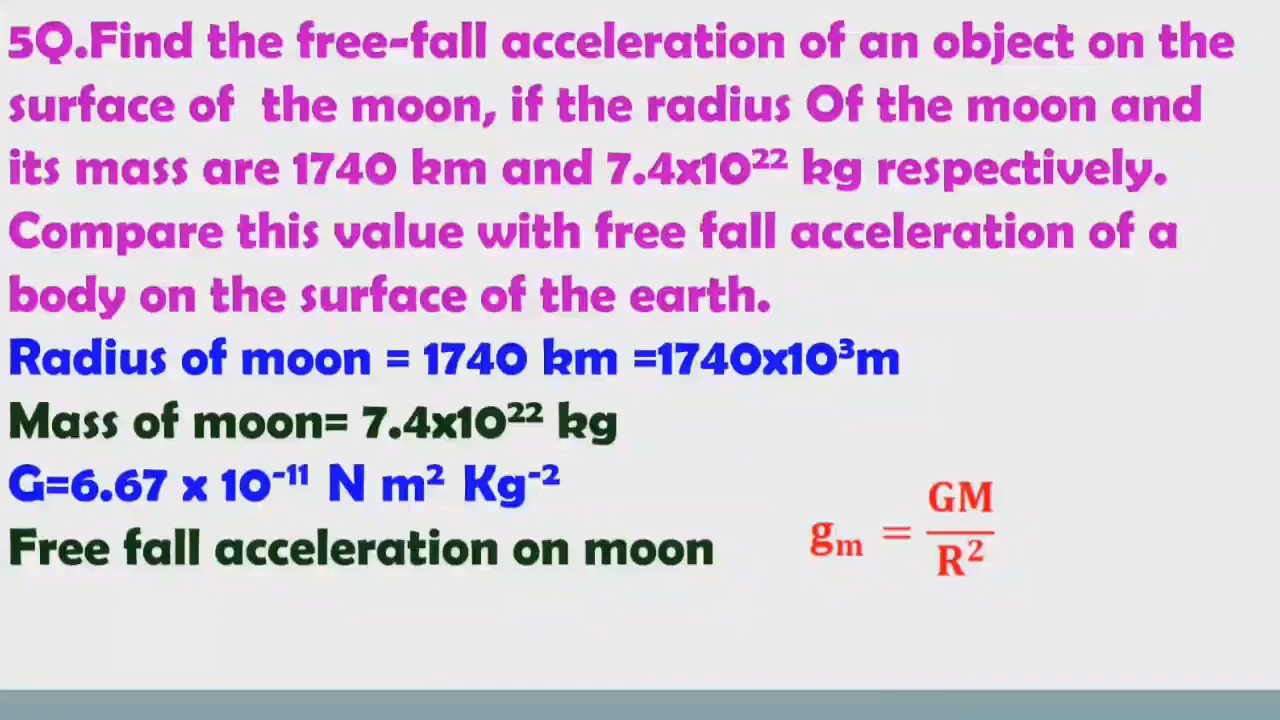 5Q.Find the free-fall acceleration of an object on the
surface of the moon, if the radius Of the moon and
its mass are 1740 km and 7.4x10²² kg respectively.
Compare this value with free fall acceleration of a
body on the surface of the earth.
Radius of moon = 1740 km =1740x10³m
Mass of moon= 7.4x10²² kg
G=6.67 x 10⁻¹¹ N m² Kg⁻²
Free fall acceleration on moon gₘ = GM/R²